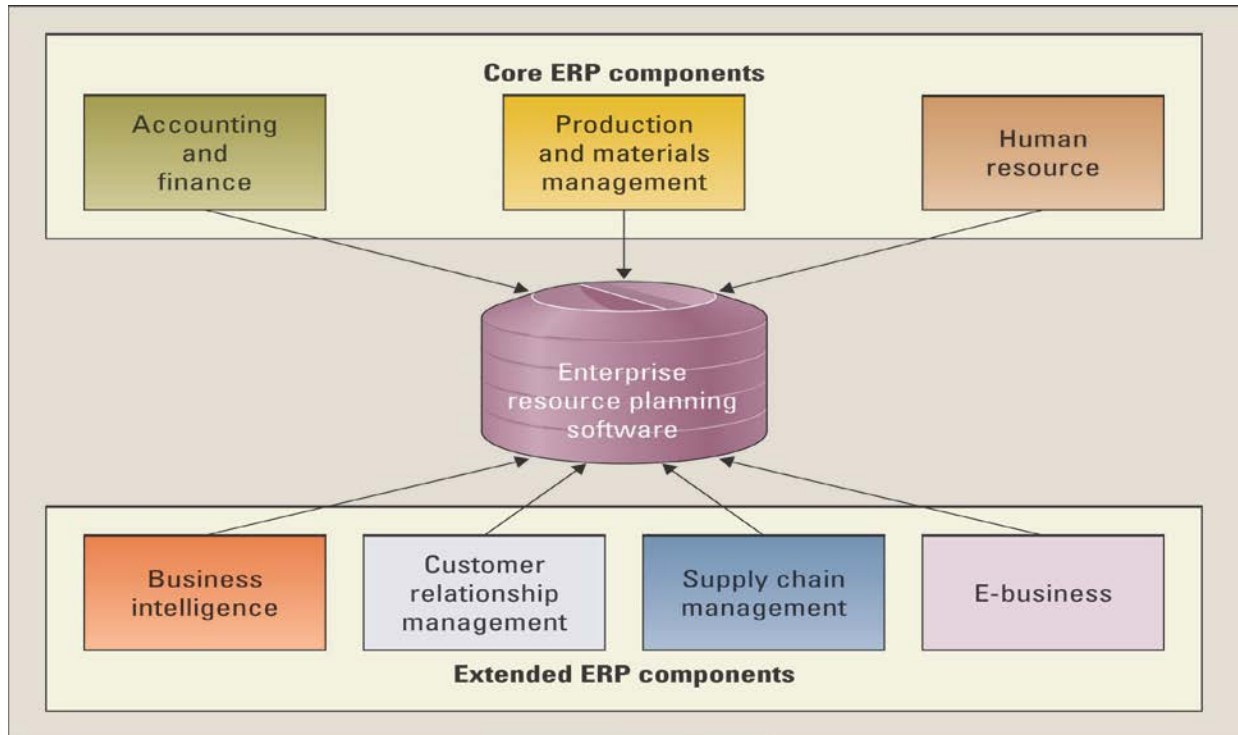 Core ERP components
Accounting
and
finance
Production
and materials
management
Human
resource
Enterprise
resource planning
software
Business
intelligence
Customer
relationship
management
Supply chain
management
E-business
Extended ERP components